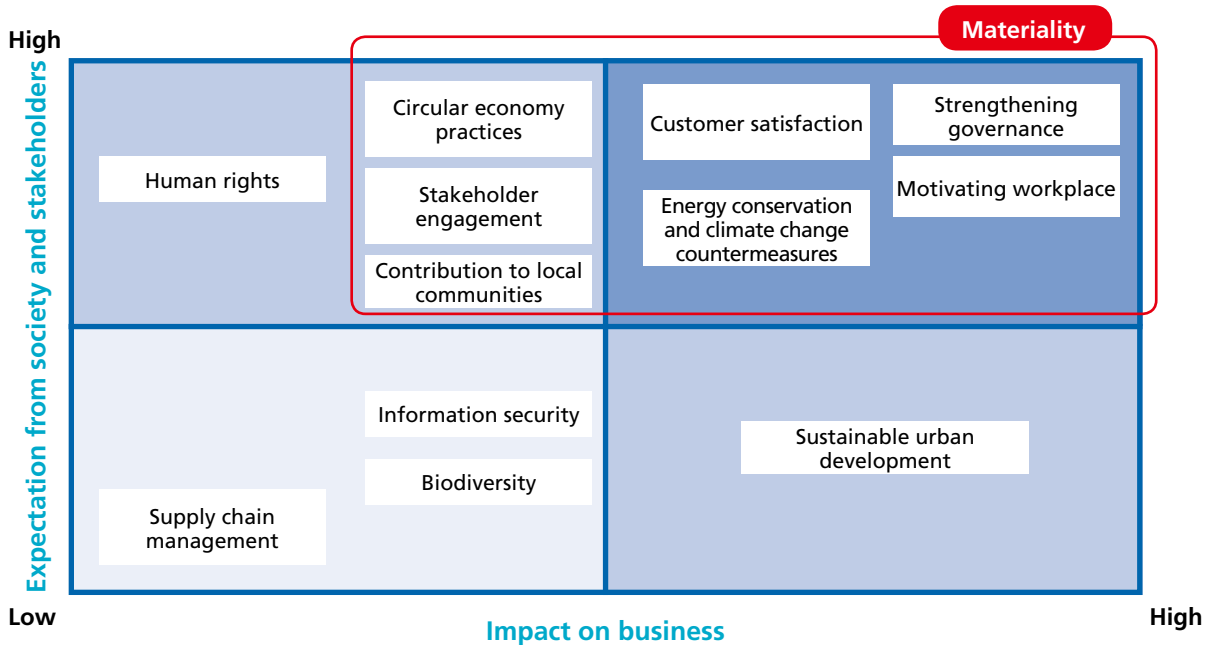 Materiality
High
Expectation from society and stakeholders
Circular economy
practices
Human rights
Stakeholder
engagement
Contribution to local
communities
Customer satisfaction
Strengthening
governance
Motivating workplace
Energy conservation
and climate change
countermeasures
Information security
Biodiversity
Supply chain
management
Sustainable urban
development
Low
Impact on business
High